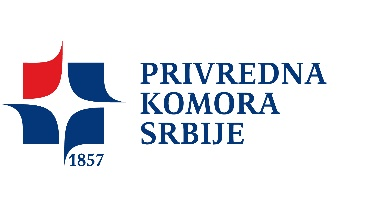 PRIVREDNA
KOMORA
SRBIJE
1857